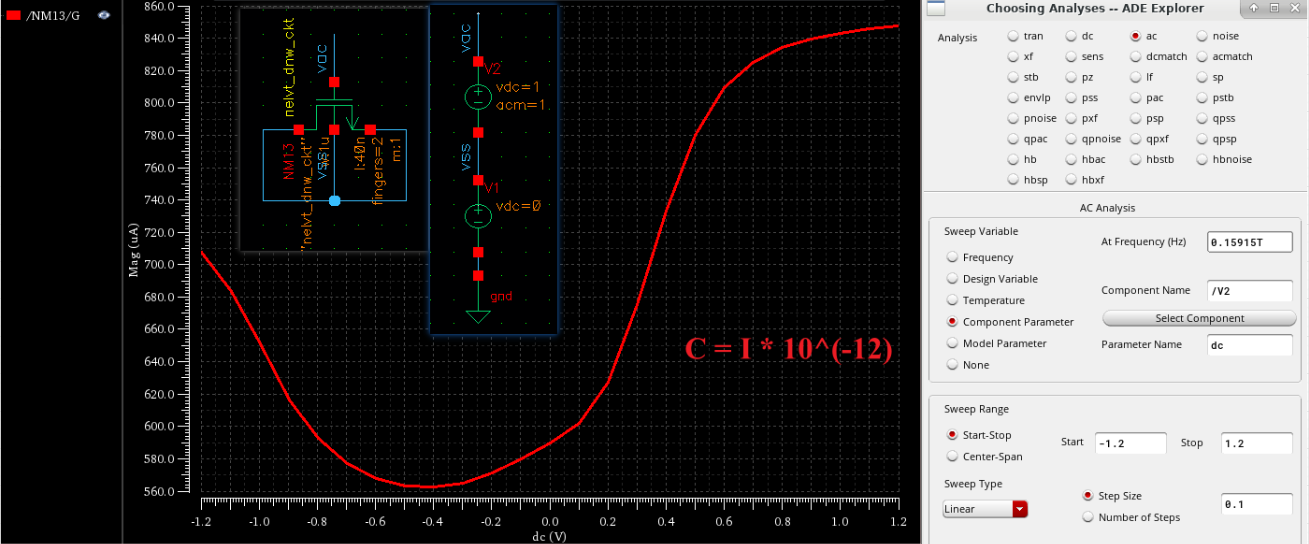 /NM13/G
860.0
840.0
820.0
800.0
780.0
760.0
740.0
720.0
700.0
680.0
660.0
640.0
620.0
600.0
580.0
560.0
Mag (uA)
-1.2 -1.0 -0.8 -0.6 -0.4 -0.2 0.0 0.2 0.4 0.6 0.8 1.0 1.2
dc (V)
nelvt_dnw_ckt
VDC
NM13
"nelvt_dnw_ckt"
VSS
l:40n
fingers=2
m:1
VDC
V2
vdc=1
acm=1
VSS
V1
vdc=0
gnd
C = I * 10^(-12)
Choosing Analyses -- ADE Explorer
Analysis
tran dc ac noise
xf sens dcmatch acmatch
stb pz lf sp
envlp pss pac pstb
pnoise pxf psp qpss
qpac qpnoise qpxf qpsp
hb hbac hbstb hbnoise
hbsp hbxf
AC Analysis
Sweep Variable
Frequency
Design Variable
Temperature
Component Parameter
Model Parameter
None
At Frequency (Hz) 0.15915T
Component Name /V2
Select Component
Parameter Name dc
Sweep Range
Start-Stop
Center-Span
Start -1.2 Stop 1.2
Sweep Type
Linear
Step Size
Number of Steps
0.1